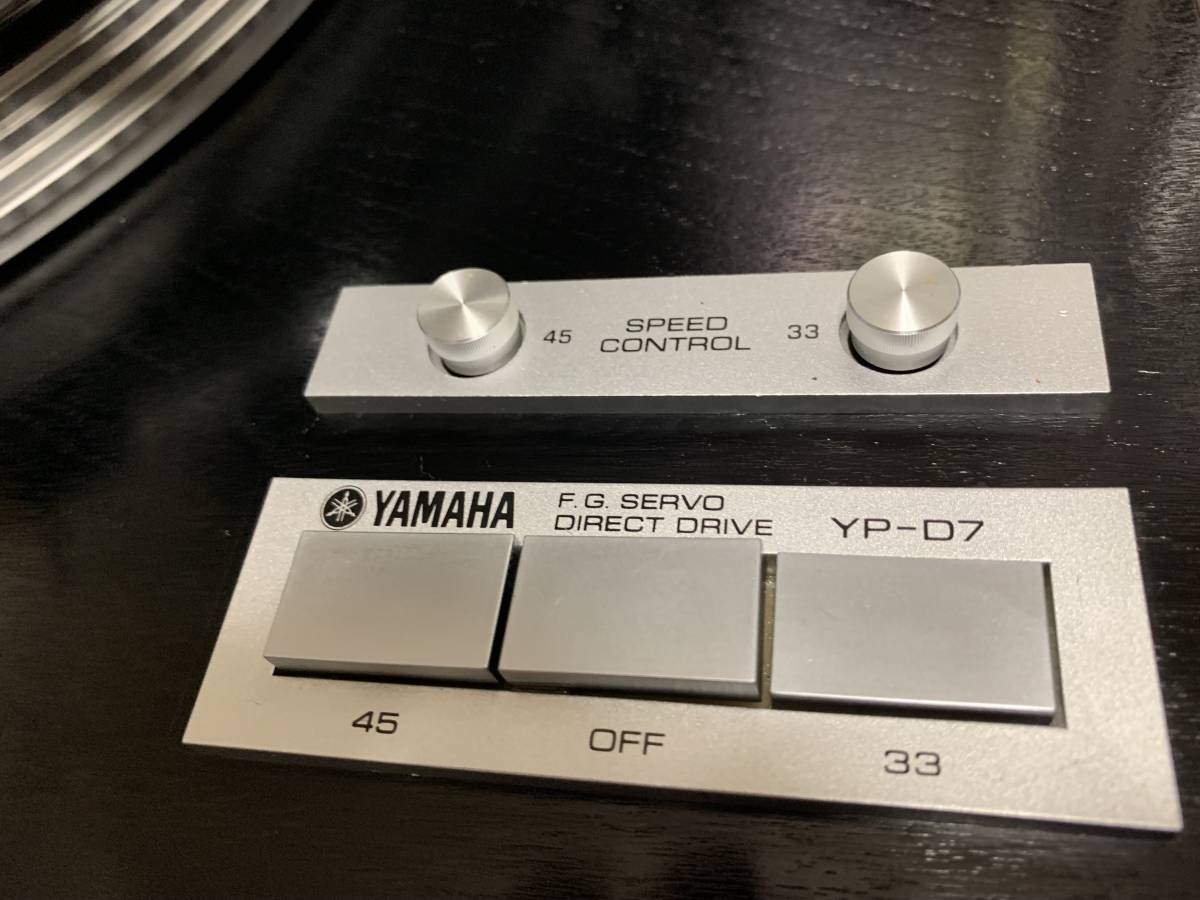 45
SPEED
CONTROL
33
YAMAHA
F.G. SERVO
DIRECT DRIVE
YP-D7
45
OFF
33